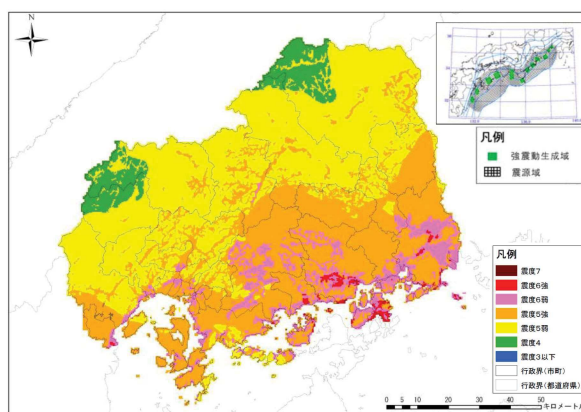 N
凡例
強震動生成域
震源域
凡例
震度7
震度6強
震度6弱
震度5強
震度5弱
震度4
震度3以下
行政界(市町)
行政界(都道府県)
0 5 10 20 30 40 50
キロメートル